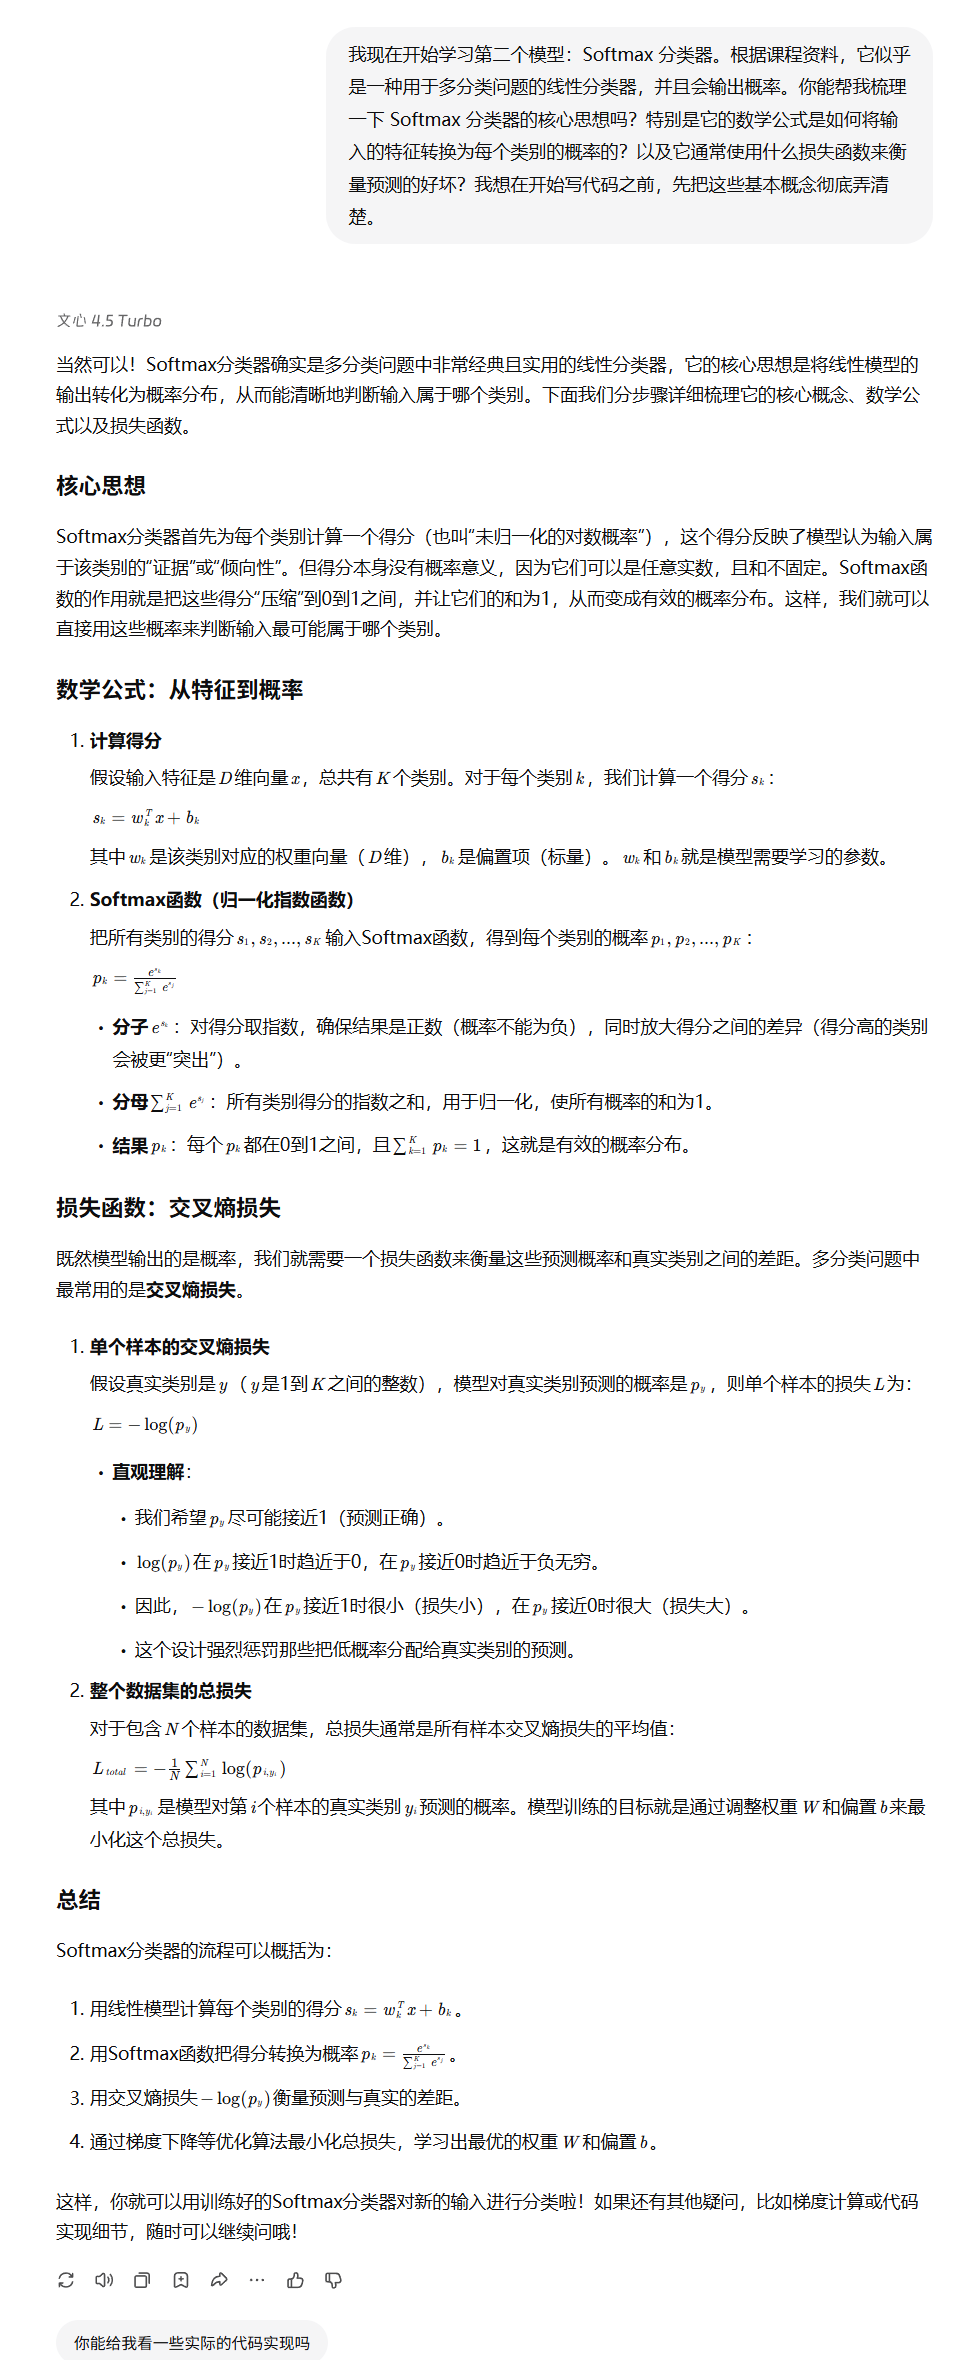 我现在开始学习第二个模型：Softmax 分类器。根据课程资料，它似乎
是一种用于多分类问题的线性分类器，并且会输出概率。你能帮我梳理
一下 Softmax 分类器的核心思想吗？特别是它的数学公式是如何将输
入的特征转换为每个类别的概率的？以及它通常使用什么损失函数来衡
量预测的好坏？我想在开始写代码之前，先把这些基本概念彻底弄清
楚。
文心 4.5 Turbo
当然可以！Softmax分类器确实是多分类问题中非常经典且实用的线性分类器，它的核心思想是将线性模型的
输出转化为概率分布，从而能清晰地判断输入属于哪个类别。下面我们分步骤详细梳理它的核心概念、数学公
式以及损失函数。
核心思想
Softmax分类器首先为每个类别计算一个得分（也叫“未归一化的对数概率”），这个得分反映了模型认为输入属
于该类别的“证据”或“倾向性”。但得分本身没有概率意义，因为它们可以是任意实数，且和不固定。Softmax函
数的作用就是把这些得分“压缩”到0到1之间，并让它们的和为1，从而变成有效的概率分布。这样，我们就可以
直接用这些概率来判断输入最可能属于哪个类别。
数学公式：从特征到概率
1. 计算得分
假设输入特征是 D 维向量 x，总共有 K 个类别。对于每个类别 k，我们计算一个得分 s_k：
s_k = w_k^T x + b_k
其中 w_k 是该类别对应的权重向量（D 维），b_k 是偏置项（标量）。w_k 和 b_k 就是模型需要学习的参数。
2. Softmax函数（归一化指数函数）
把所有类别的得分 s_1, s_2, ..., s_K 输入Softmax函数，得到每个类别的概率 p_1, p_2, ..., p_K：
p_k = \frac{e^{s_k}}{\sum_{j=1}^{K} e^{s_j}}
• 分子 e^{s_k}：对得分取指数，确保结果是正数（概率不能为负），同时放大得分之间的差异（得分高的类别
会被更“突出”）。
• 分母 \sum_{j=1}^{K} e^{s_j}：所有类别得分的指数之和，用于归一化，使所有概率的和为1。
• 结果 p_k：每个 p_k 都在0到1之间，且 \sum_{k=1}^{K} p_k = 1，这就是有效的概率分布。
损失函数：交叉熵损失
既然模型输出的是概率，我们就需要一个损失函数来衡量这些预测概率和真实类别之间的差距。多分类问题中
最常用的是交叉熵损失。
1. 单个样本的交叉熵损失
假设真实类别是 y（y 是1到 K 之间的整数），模型对真实类别预测的概率是 p_y，则单个样本的损失 L 为：
L = −log(p_y)
• 直观理解：
• 我们希望 p_y 尽可能接近1（预测正确）。
• log(p_y) 在 p_y 接近1时趋近于0，在 p_y 接近0时趋近于负无穷。
• 因此，−log(p_y) 在 p_y 接近1时很小（损失小），在 p_y 接近0时很大（损失大）。
• 这个设计强烈惩罚那些把低概率分配给真实类别的预测。
2. 整个数据集的总损失
对于包含 N 个样本的数据集，总损失通常是所有样本交叉熵损失的平均值：
L_{total} = −\frac{1}{N} \sum_{i=1}^{N} log(p_{i,y_i})
其中 p_{i,y_i} 是模型对第 i 个样本的真实类别 y_i 预测的概率。模型训练的目标就是通过调整权重 W 和偏置 b 来最
小化这个总损失。
总结
Softmax分类器的流程可以概括为：
1. 用线性模型计算每个类别的得分 s_k = w_k^T x + b_k。
2. 用Softmax函数把得分转换为概率 p_k = \frac{e^{s_k}}{\sum_{j=1}^{K} e^{s_j}}。
3. 用交叉熵损失 −log(p_y) 衡量预测与真实的差距。
4. 通过梯度下降等优化算法最小化总损失，学习出最优的权重 W 和偏置 b。
这样，你就可以用训练好的Softmax分类器对新的输入进行分类啦！如果还有其他疑问，比如梯度计算或代码
实现细节，随时可以继续问哦！
你能给我看一些实际的代码实现吗